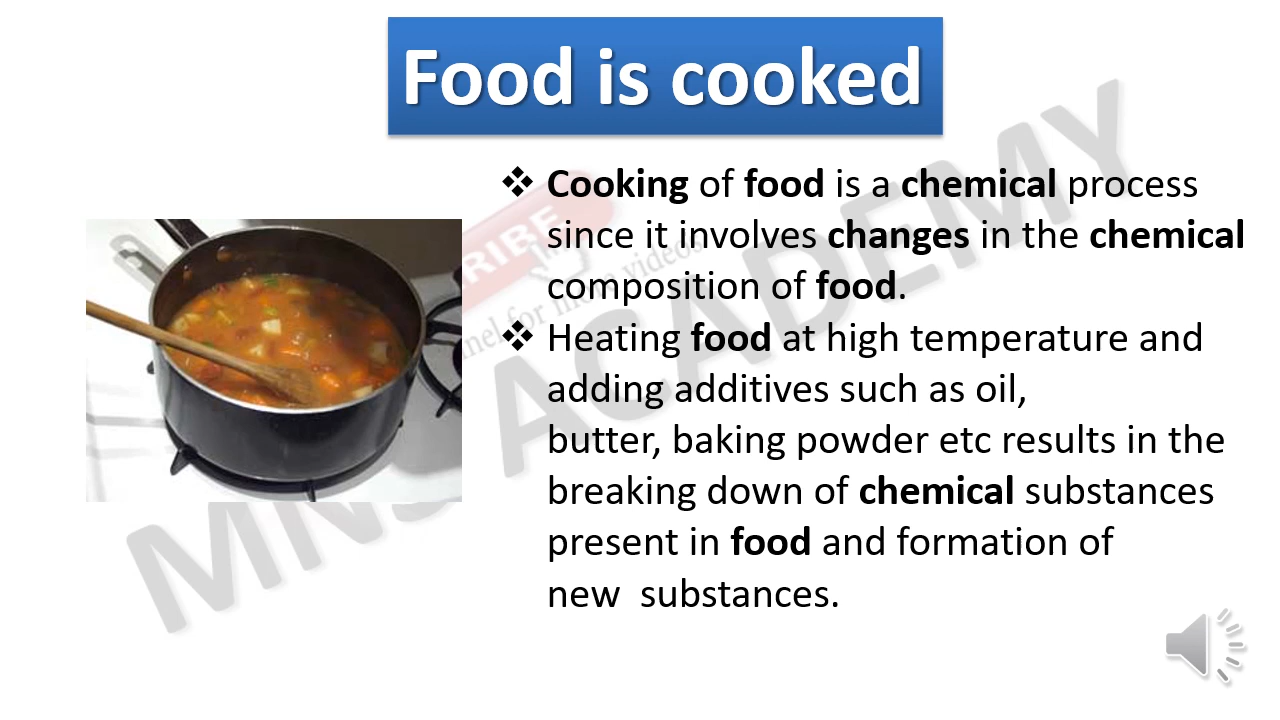 Food is cooked
❖ Cooking of food is a chemical process
since it involves changes in the chemical
composition of food.
❖ Heating food at high temperature and
adding additives such as oil,
butter, baking powder etc results in the
breaking down of chemical substances
present in food and formation of
new  substances.
ACADEMY